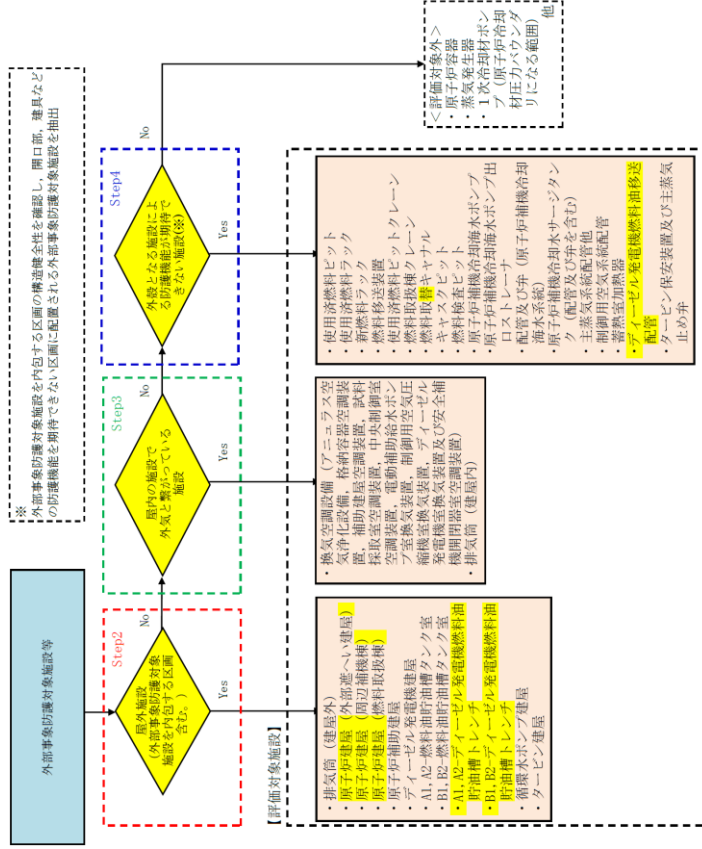 外部事象防護対象施設等
※
外部事象防護対象施設を内包する区画の構造健全性を確認し，開口部，建具など
の防護機能を期待できない区画に配置される外部事象防護対象施設を抽出
Step2
屋外施設
(外部事象防護対象
施設を内包する区画
含む。)
No
Yes
Step3
屋内の施設で
外気と繋がっている
施設
No
Yes
Step4
外殻となる施設によ
る防護機能が期待で
きない施設(※)
No
Yes
＜評価対象外＞
・原子炉容器
・蒸気発生器
・１次冷却材ポン
プ（原子炉冷却
材圧力バウンダ
リになる範囲）
他
【評価対象施設】
・排気筒（建屋外）
・原子炉建屋（外部遮へい建屋）
・原子炉建屋（周辺補機棟）
・原子炉建屋（燃料取扱棟）
・原子炉補助建屋
・ディーゼル発電機建屋
・A1, A2－燃料油貯油槽タンク室
・B1, B2－燃料油貯油槽タンク室
・A1, A2－ディーゼル発電機燃料油
貯油槽トレンチ
・B1, B2－ディーゼル発電機燃料油
貯油槽トレンチ
・循環水ポンプ建屋
・タービン建屋
・換気空調設備（アニュラス空
気浄化設備，格納容器空調装
置，補助建屋空調装置，試料
採取室空調装置，中央制御室
空調装置，電動補助給水ポン
プ室換気装置，制御用空気圧
縮機室換気装置，ディーゼル
発電機室換気装置及び安全補
機開閉器室空調装置）
・排気筒（建屋内）
・使用済燃料ピット
・使用済燃料ラック
・新燃料ラック
・燃料移送装置
・使用済燃料ピットクレーン
・燃料取扱棟クレーン
・燃料取替キャナル
・キャスクピット
・燃料検査ピット
・原子炉補機冷却海水ポンプ
・原子炉補機冷却海水ポンプ出
口ストレーナ
・配管及び弁（原子炉補機冷却
海水系統）
・原子炉補機冷却水サージタン
ク（配管及び弁を含む）
・主蒸気系統配管他
・制御用空気系統配管
・蓄熱室加熱器
・ディーゼル発電機燃料油移送
配管
・タービン保安装置及び主蒸気
止め弁